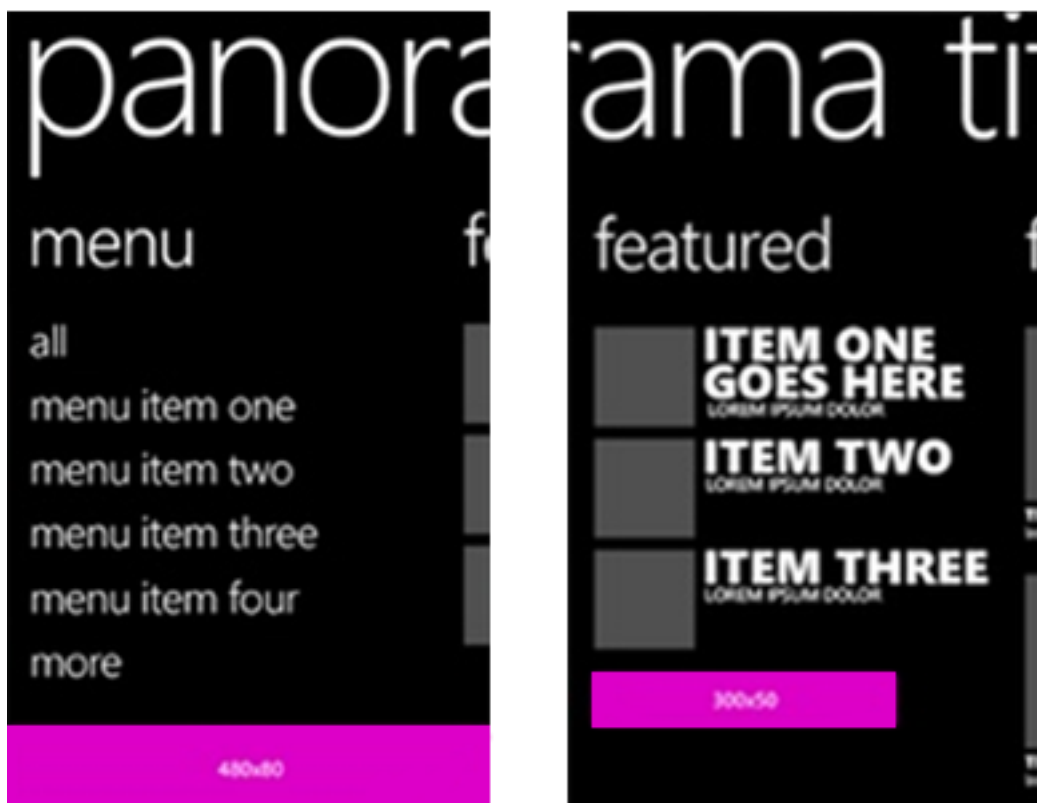 panora
menu
fe
all
menu item one
menu item two
menu item three
menu item four
more
480x80
rama ti
featured
f
ITEM ONE
GOES HERE
LOREM IPSUM DOLOR
ITEM TWO
LOREM IPSUM DOLOR
ITEM THREE
LOREM IPSUM DOLOR
300x50